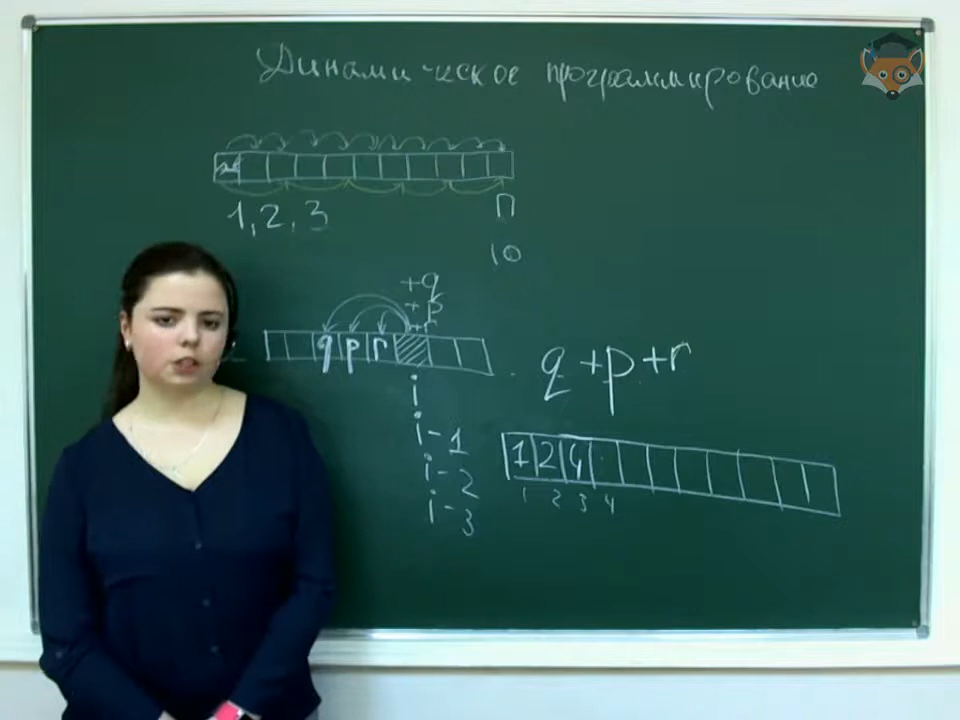 Динамическое программирование
1, 2, 3 n
10
+q
+p
+r
q p r
i
i-1
i-2
i-3
q+p+r
1 2 4
1 2 3 4